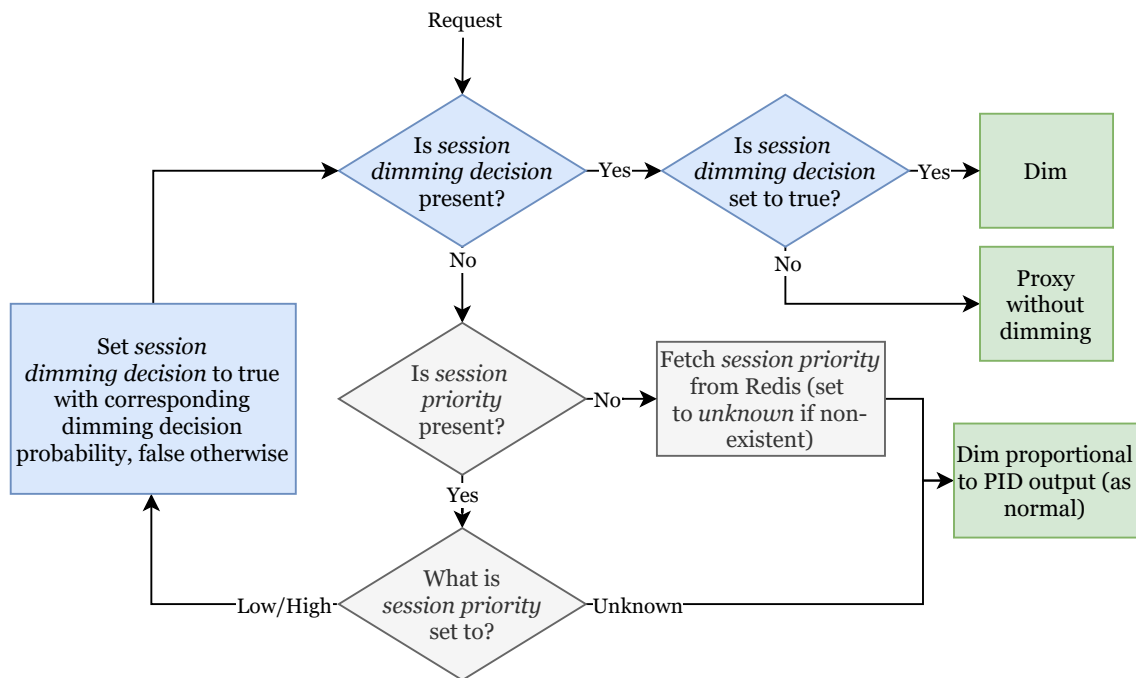 Request
Is session
dimming decision
present?
Yes
Is session
dimming decision
set to true?
Yes
Dim
No
No
Proxy
without
dimming
Set session
dimming decision to true
with corresponding
dimming decision
probability, false otherwise
Is session
priority
present?
No
Fetch session priority
from Redis (set
to unknown if non-
existent)
Dim proportional
to PID output (as
normal)
Yes
What is
session priority
set to?
Low/High
Unknown